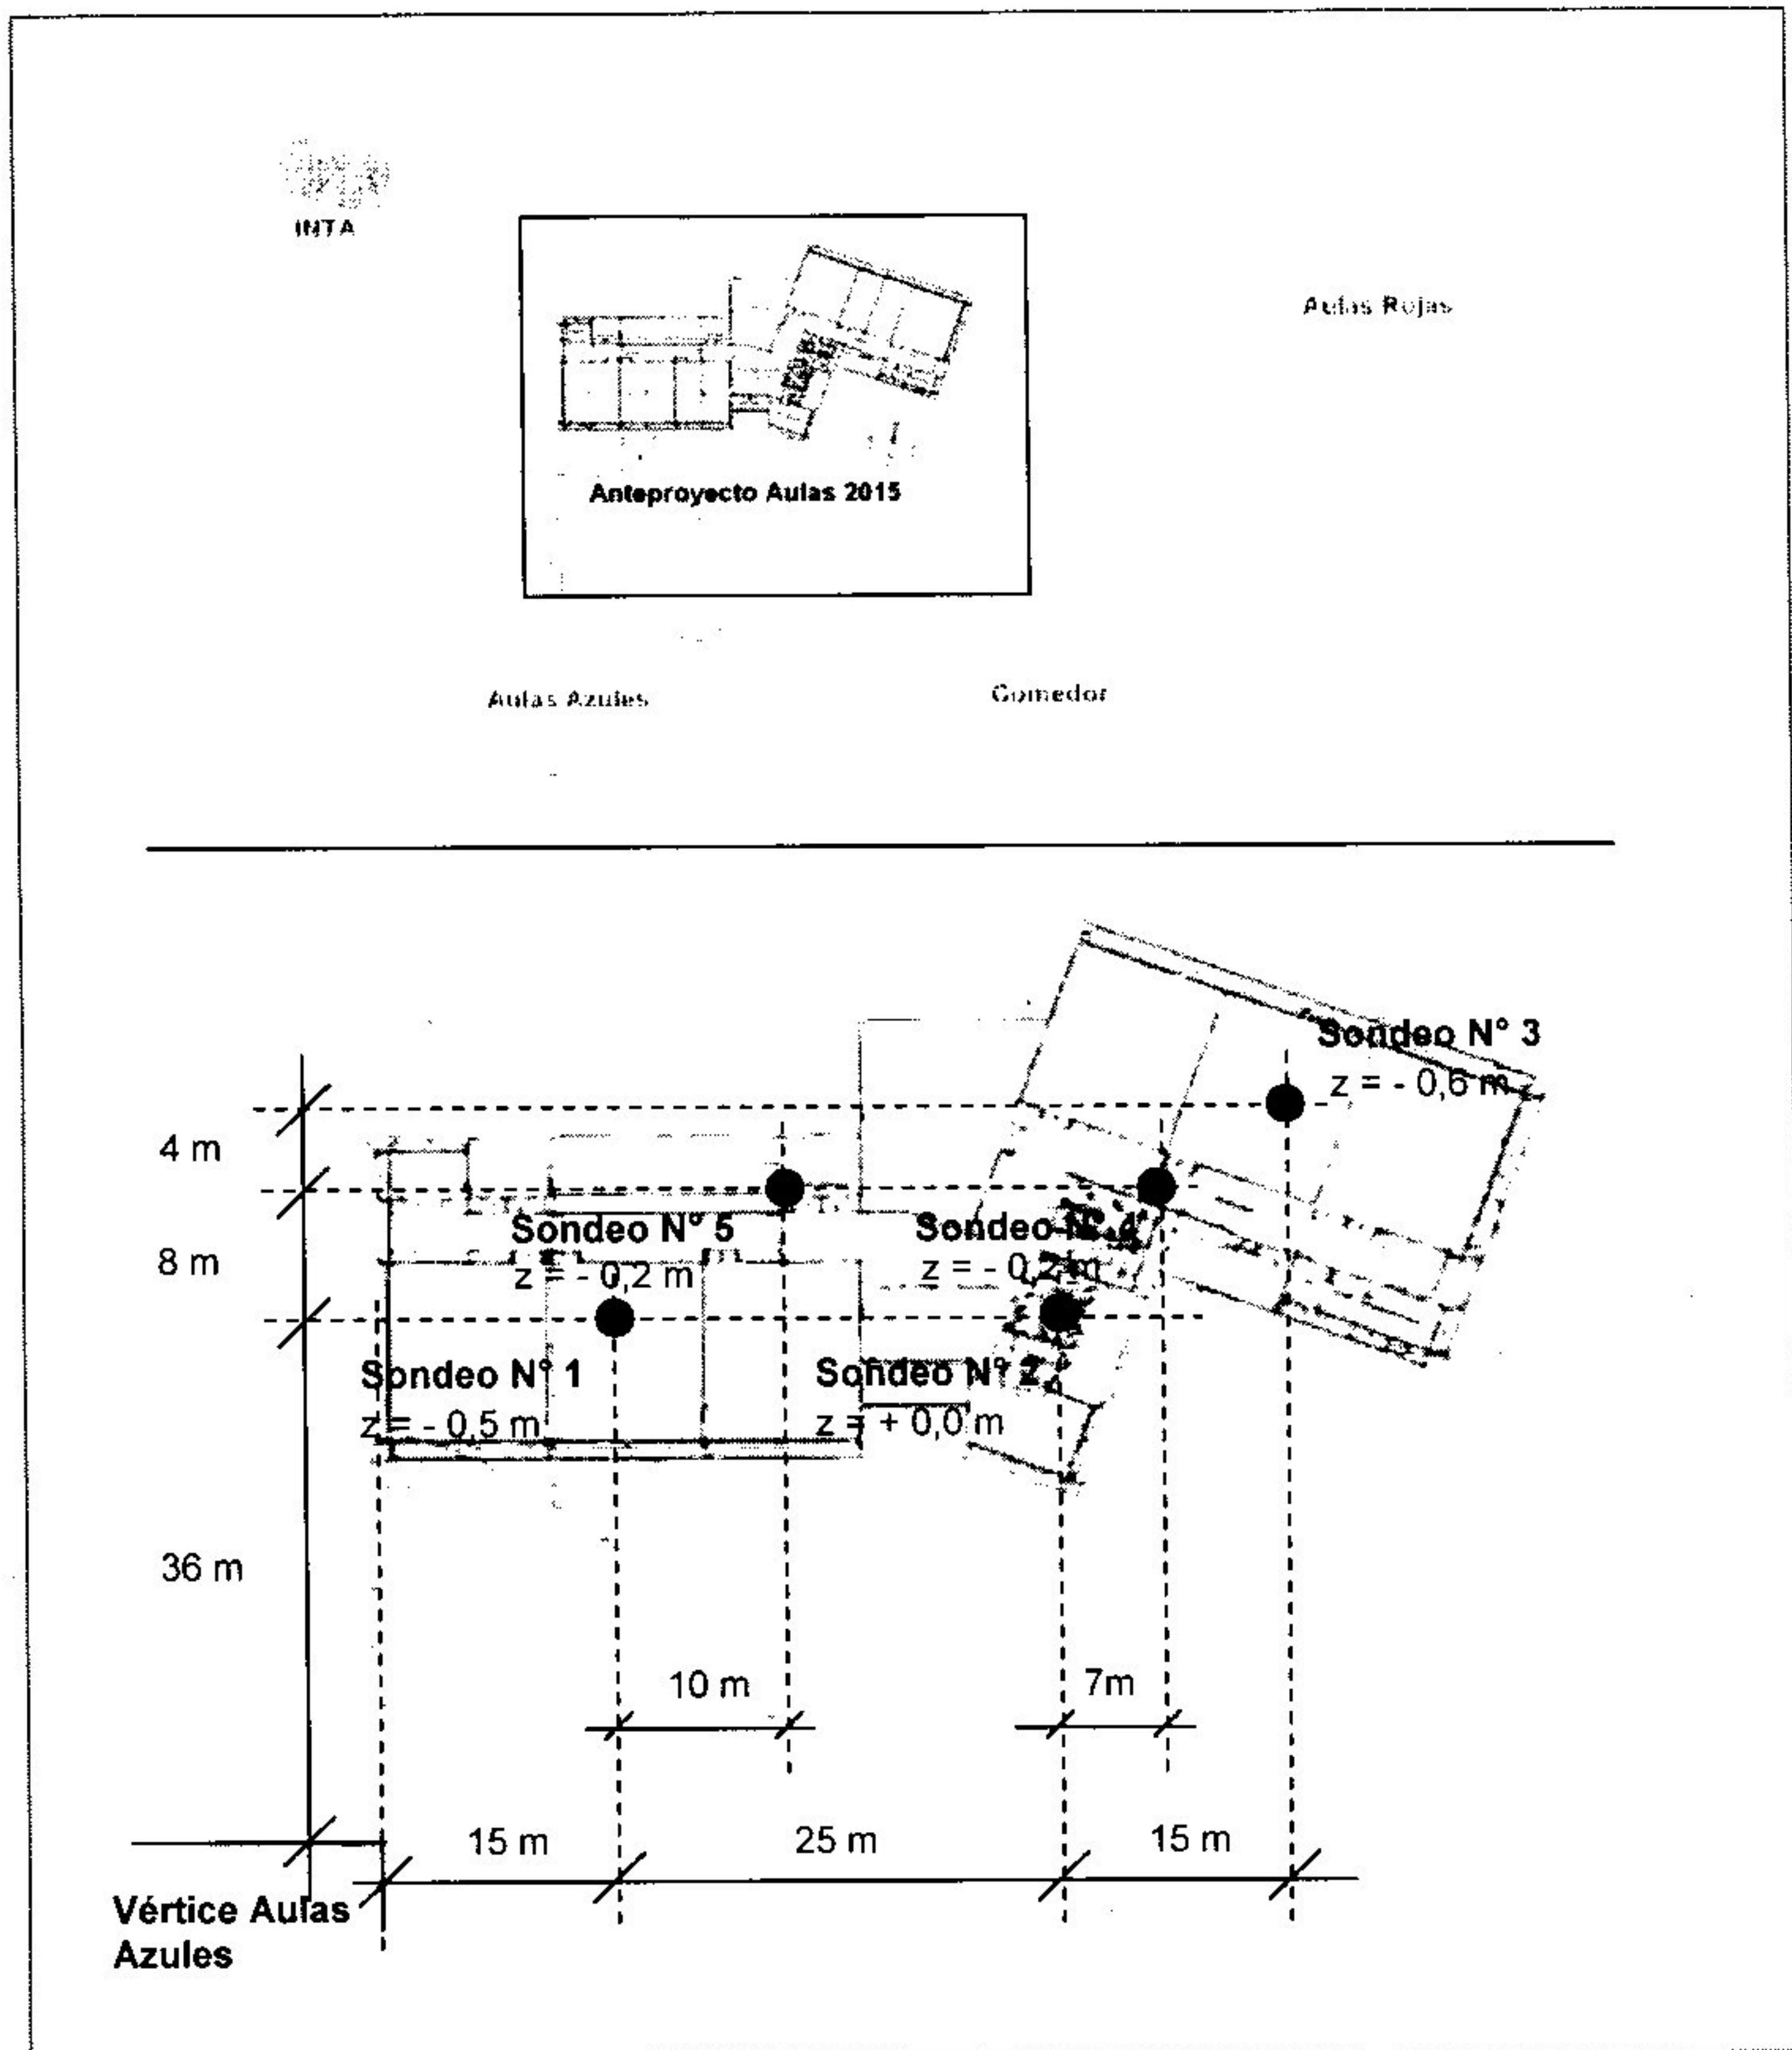 INTA
Aulas Rojas
Anteproyecto Aulas 2015
Aulas Azules
Comedor
Sondeo N° 3
z = - 0,6 m
4 m
Sondeo N° 5
z = - 0,2 m
Sondeo N° 4
z = - 0,2 m
8 m
Sondeo N° 1
z = - 0,5 m
Sondeo N° 2
z = + 0,0 m
36 m
10 m
7m
15 m
25 m
15 m
Vértice Aulas
Azules